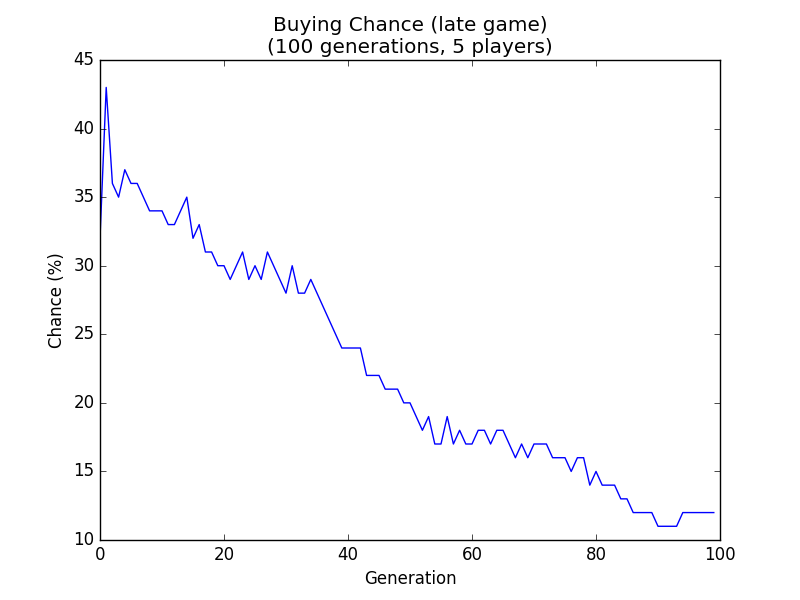 Buying Chance (late game)
(100 generations, 5 players)
45
40
35
30
25
20
15
10
Chance (%)
0 20 40 60 80 100
Generation